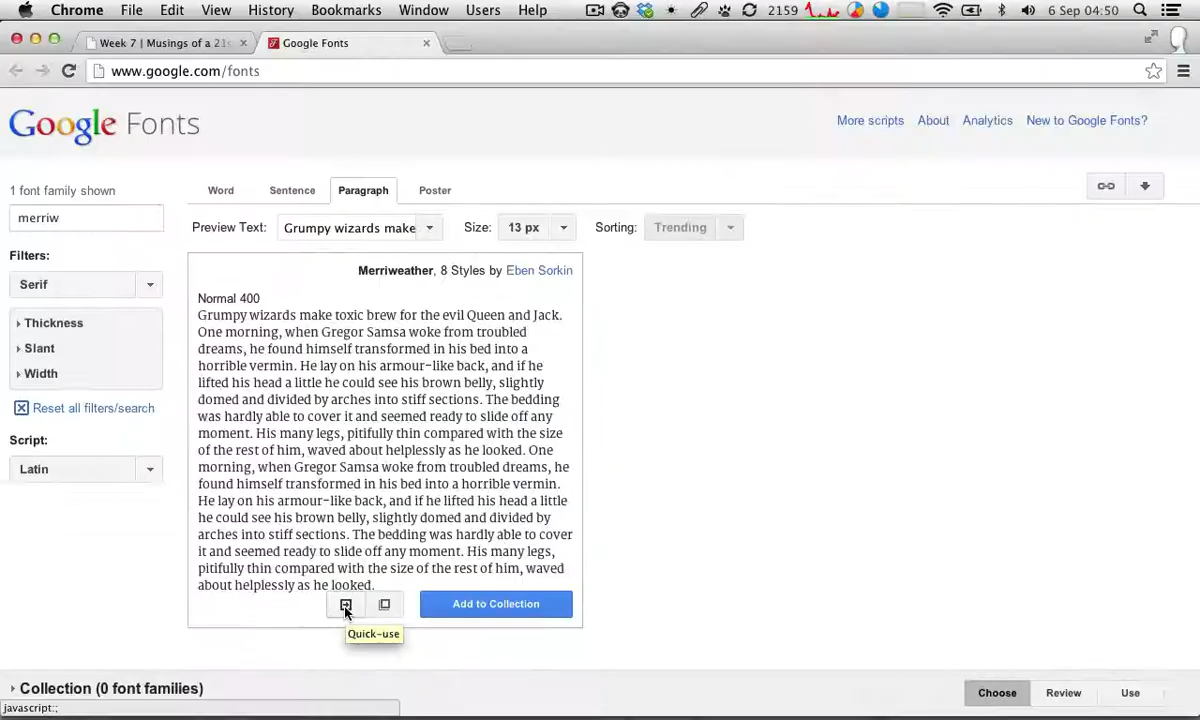 Chrome File Edit View History Bookmarks Window Users Help 2159 6 Sep 04:50
Week 7 | Musings of a 21s
Google Fonts
www.google.com/fonts
Google Fonts
More scripts About Analytics New to Google Fonts?
1 font family shown
Word Sentence Paragraph Poster
merriw
Preview Text: Grumpy wizards make Size: 13 px Sorting: Trending
Filters:
Serif
Thickness
Slant
Width
Reset all filters/search
Script:
Latin
Merriweather, 8 Styles by Eben Sorkin
Normal 400
Grumpy wizards make toxic brew for the evil Queen and Jack.
One morning, when Gregor Samsa woke from troubled
dreams, he found himself transformed in his bed into a
horrible vermin. He lay on his armour-like back, and if he
lifted his head a little he could see his brown belly, slightly
domed and divided by arches into stiff sections. The bedding
was hardly able to cover it and seemed ready to slide off any
moment. His many legs, pitifully thin compared with the size
of the rest of him, waved about helplessly as he looked. One
morning, when Gregor Samsa woke from troubled dreams, he
found himself transformed in his bed into a horrible vermin.
He lay on his armour-like back, and if he lifted his head a little
he could see his brown belly, slightly domed and divided by
arches into stiff sections. The bedding was hardly able to cover
it and seemed ready to slide off any moment. His many legs,
pitifully thin compared with the size of the rest of him, waved
about helplessly as he looked.
Add to Collection
Quick-use
Collection (0 font families)
Choose Review Use
javascript:;